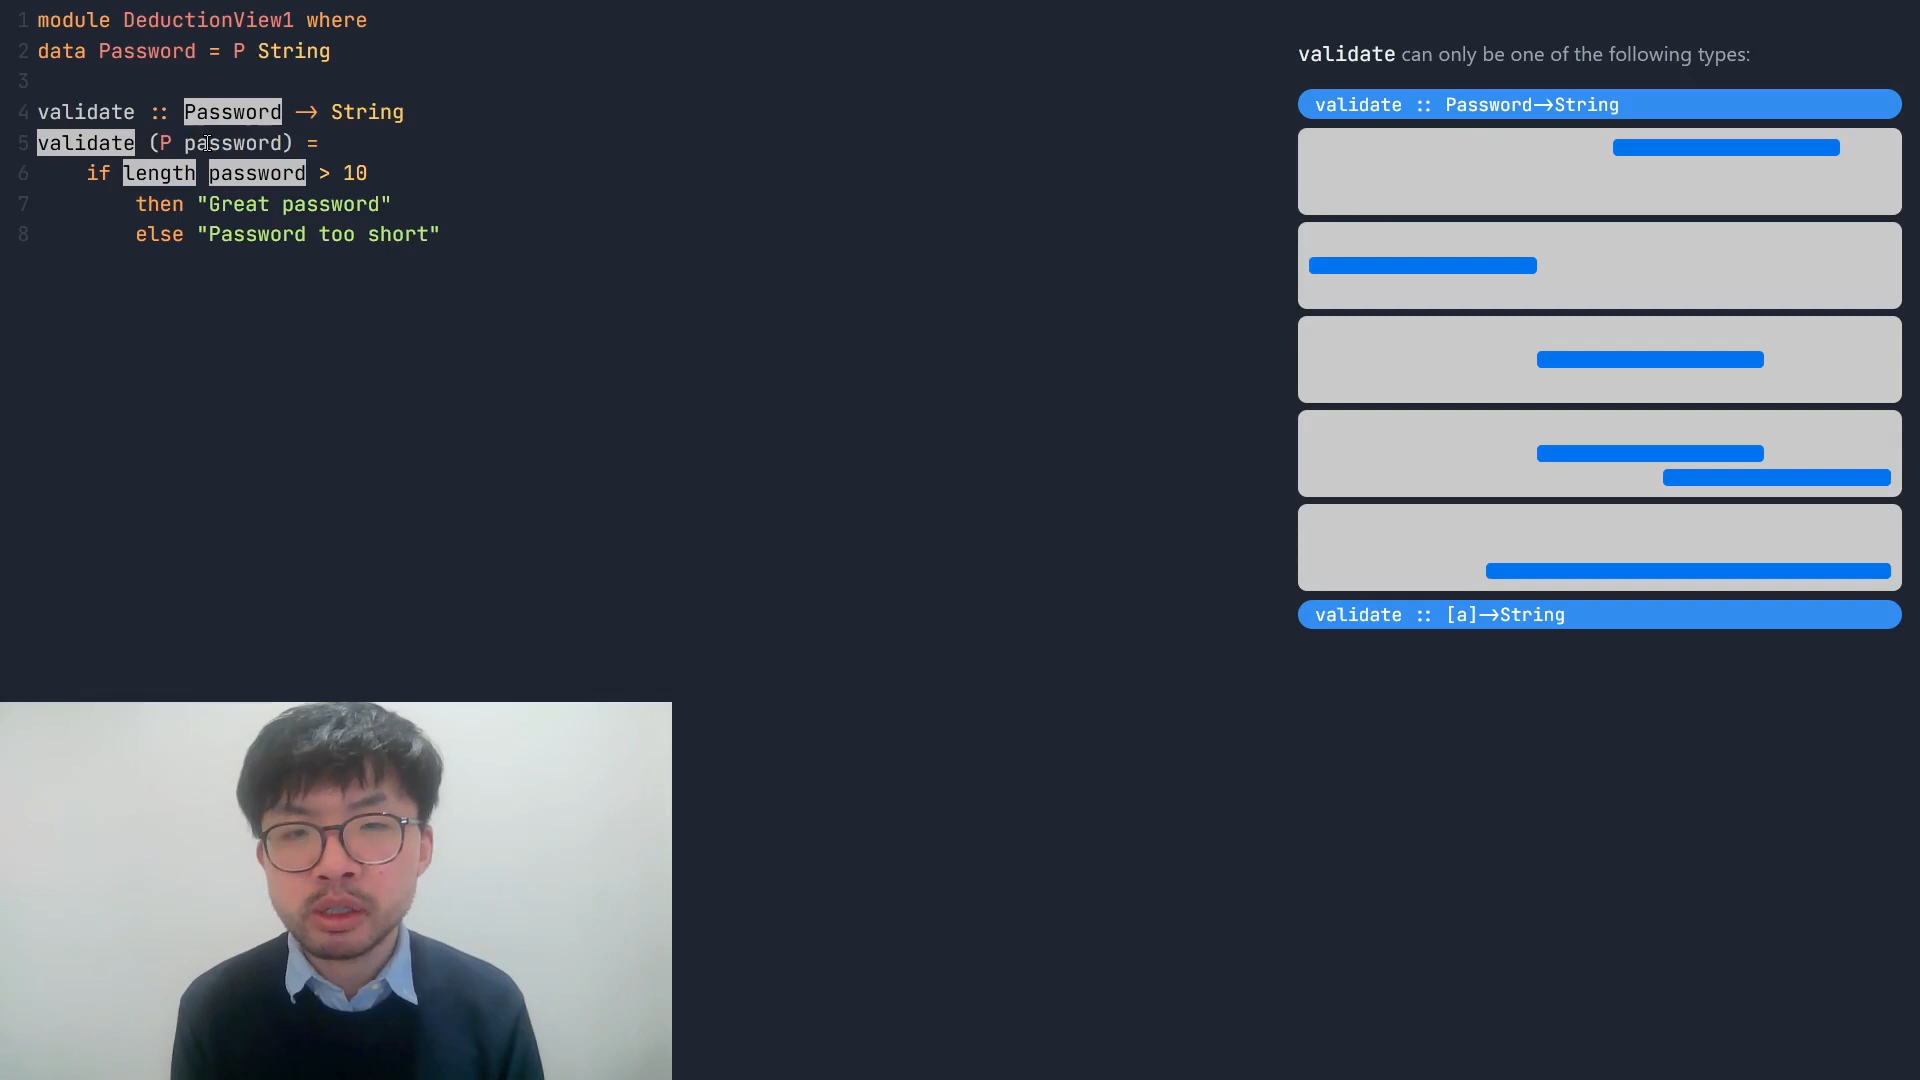 1 module DeductionView1 where
2 data Password = P String
3
4 validate :: Password → String
5 validate (P password) =
6 if length password > 10
7 then "Great password"
8 else "Password too short"
validate can only be one of the following types:
validate :: Password→String
validate :: [a]→String